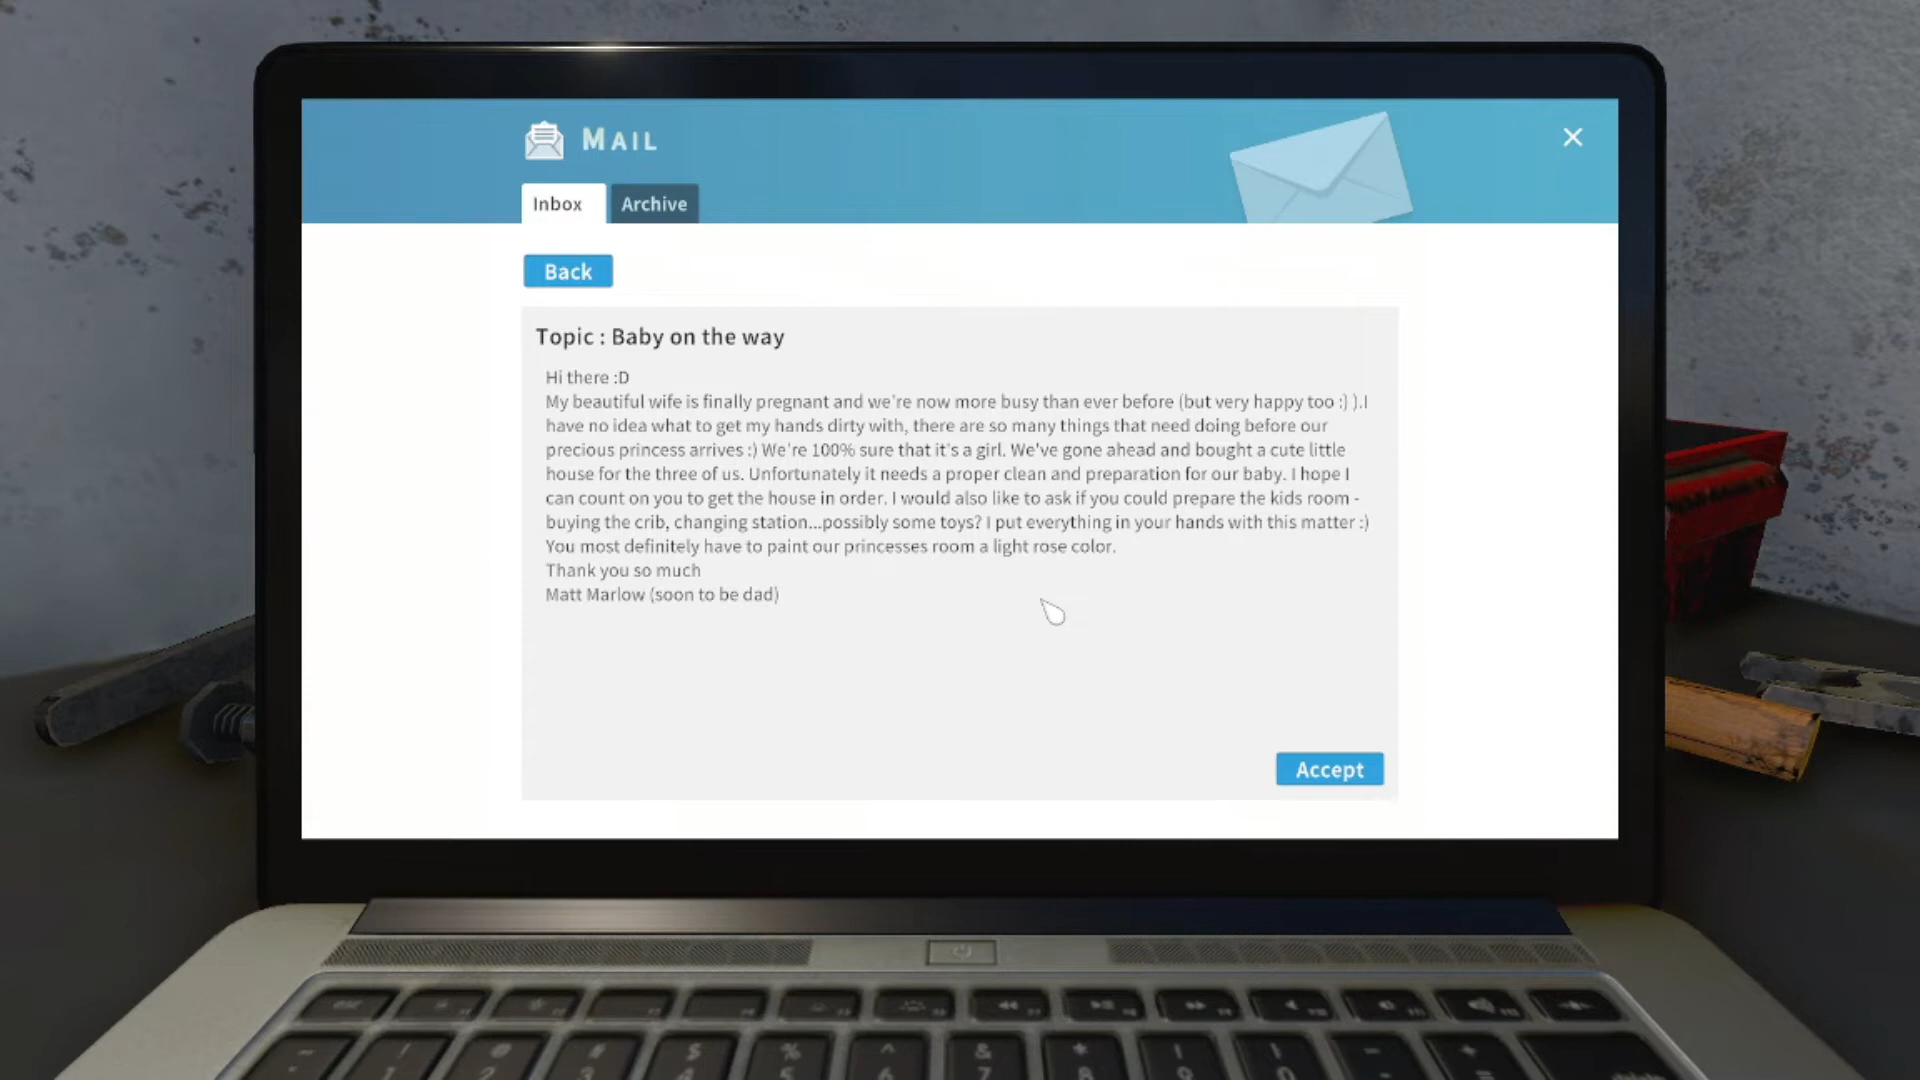 MAIL
Inbox
Archive
Back
Topic : Baby on the way
Hi there :D
My beautiful wife is finally pregnant and we're now more busy than ever before (but very happy too :) ).I
have no idea what to get my hands dirty with, there are so many things that need doing before our
precious princess arrives :) We're 100% sure that it's a girl. We've gone ahead and bought a cute little
house for the three of us. Unfortunately it needs a proper clean and preparation for our baby. I hope I
can count on you to get the house in order. I would also like to ask if you could prepare the kids room -
buying the crib, changing station...possibly some toys? I put everything in your hands with this matter :)
You most definitely have to paint our princesses room a light rose color.
Thank you so much
Matt Marlow (soon to be dad)
Accept